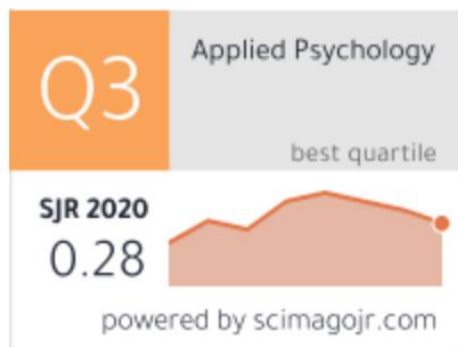 Q3
Applied Psychology
best quartile
SJR 2020
0.28
powered by scimagojr.com